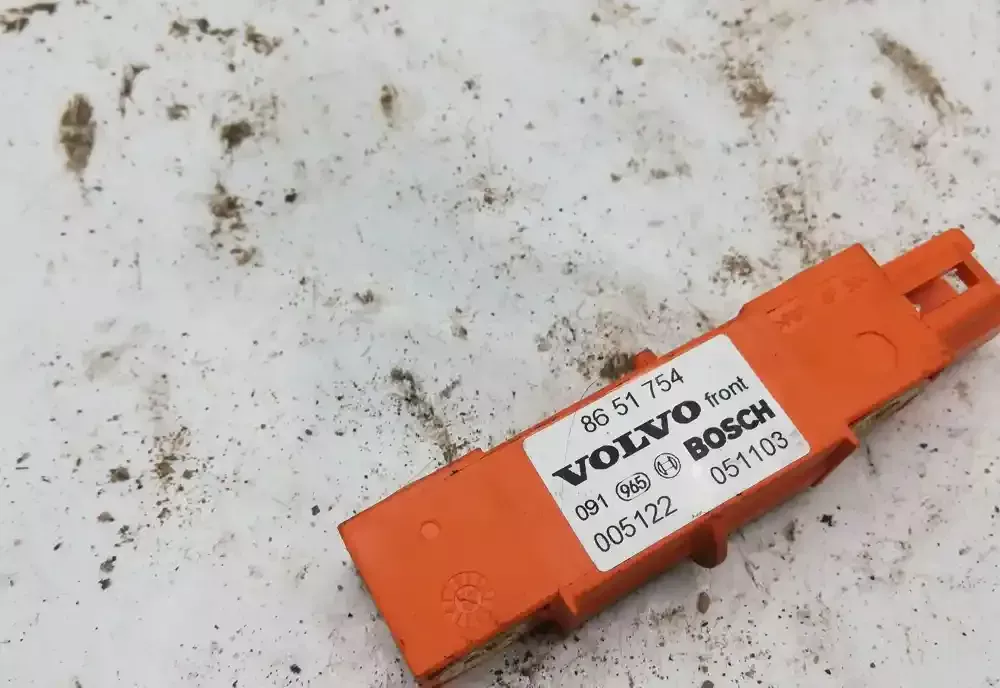 86 51 754
VOLVO front
091 965 BOSCH
005122 051103